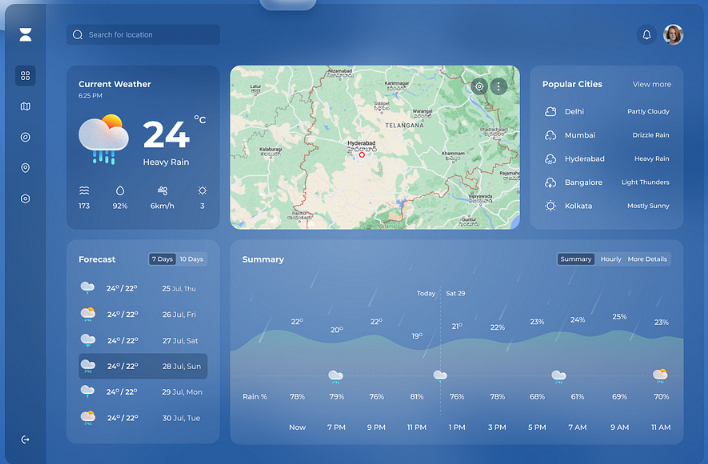 Search for location
Current Weather
6:25 PM
24 °C
Heavy Rain
173 92% 6km/h 3
TELANGANA
Hyderabad
Karimnagar
Warangal
Khammam
Kalaburagi
Vijayawada
Popular Cities View more
Delhi Partly Cloudy
Mumbai Drizzle Rain
Hyderabad Heavy Rain
Bangalore Light Thunders
Kolkata Mostly Sunny
Forecast 7 Days 10 Days
24° / 22° 25 Jul, Thu
24° / 22° 26 Jul, Fri
24° / 22° 27 Jul, Sat
24° / 22° 28 Jul, Sun
24° / 22° 29 Jul, Mon
24° / 22° 30 Jul, Tue
Summary Summary Hourly More Details
Today Sat 29
22° 20° 22° 19° 21° 22% 23% 24% 25% 23%
Rain % 78% 79% 76% 81% 76% 78% 68% 61% 69% 70%
Now 7 PM 9 PM 11 PM 1 PM 3 PM 5 PM 7 AM 9 AM 11 AM